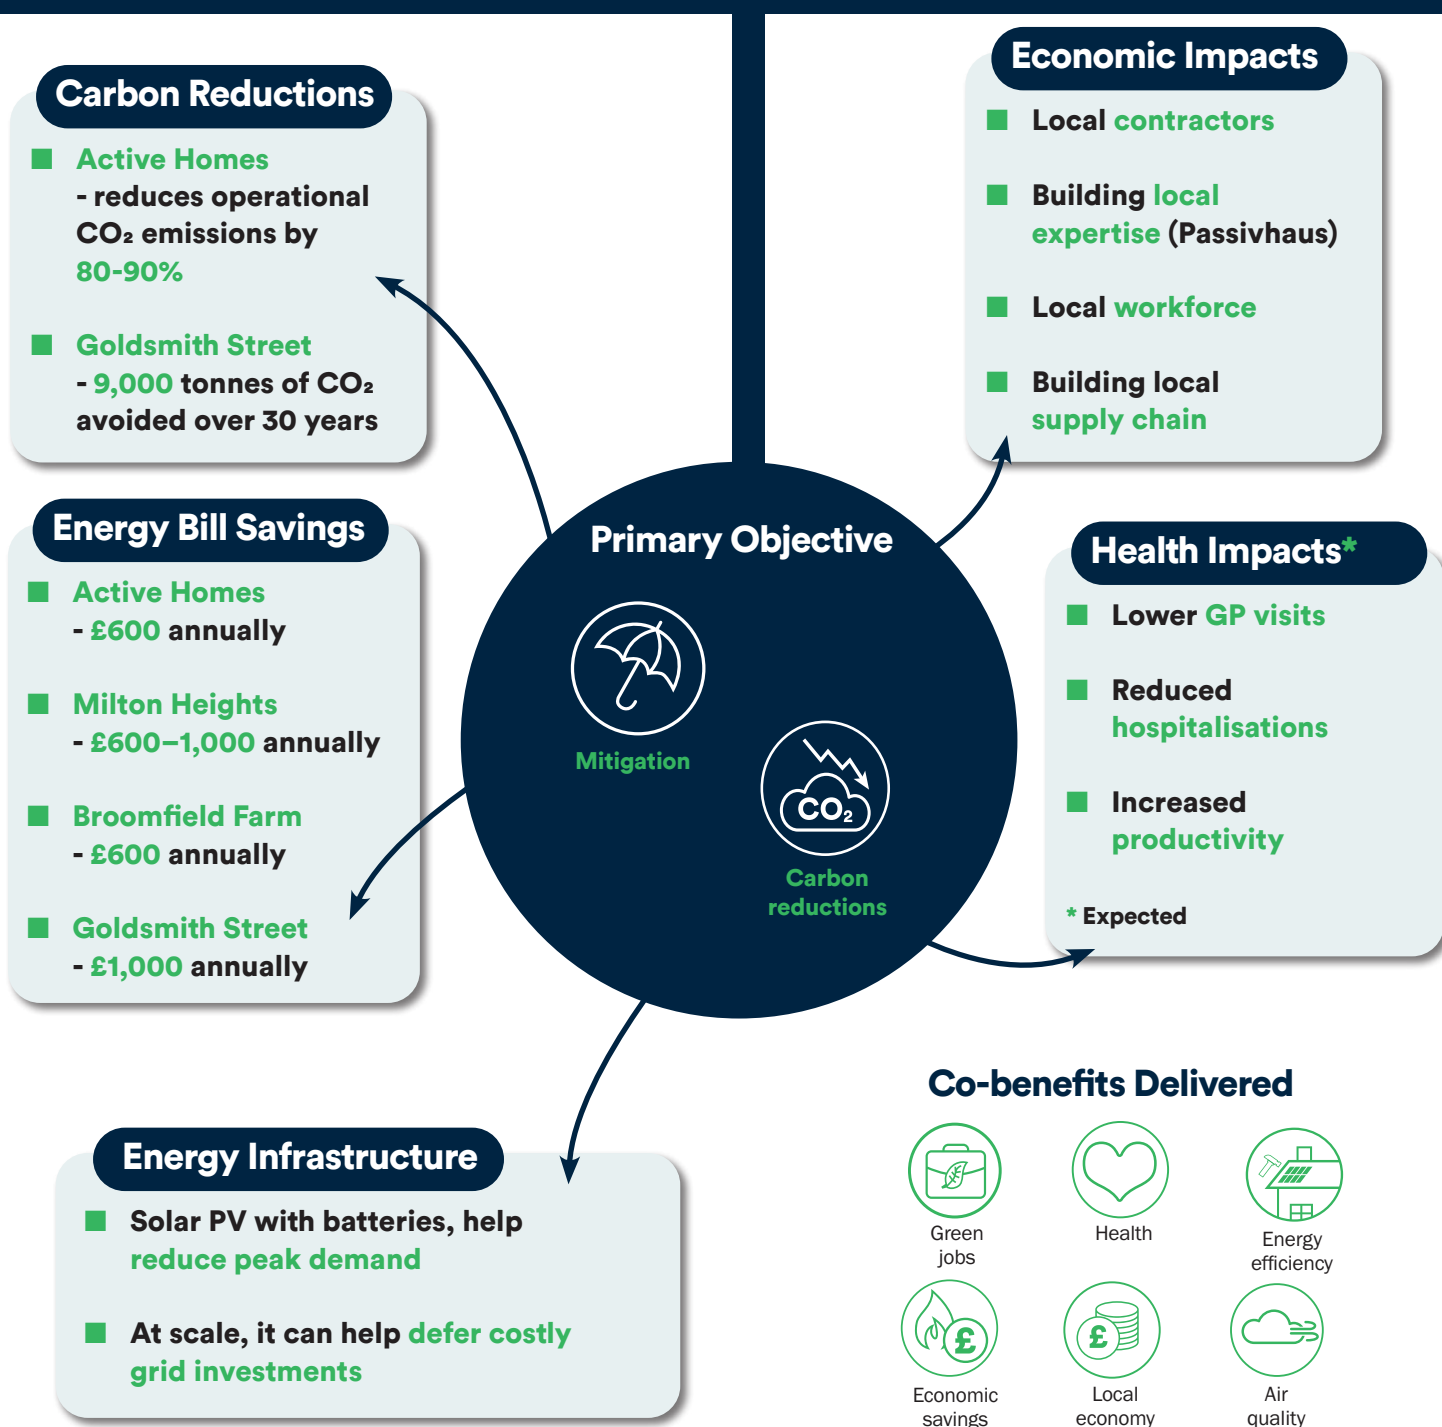 Carbon Reductions
Active Homes
- reduces operational
CO₂ emissions by
80-90%
Goldsmith Street
- 9,000 tonnes of CO₂
avoided over 30 years
Energy Bill Savings
Active Homes
- £600 annually
Milton Heights
- £600–1,000 annually
Broomfield Farm
- £600 annually
Goldsmith Street
- £1,000 annually
Primary Objective
Mitigation
CO₂
Carbon
reductions
Economic Impacts
Local contractors
Building local
expertise (Passivhaus)
Local workforce
Building local
supply chain
Health Impacts*
Lower GP visits
Reduced
hospitalisations
Increased
productivity
* Expected
Energy Infrastructure
Solar PV with batteries, help
reduce peak demand
At scale, it can help defer costly
grid investments
Co-benefits Delivered
Green
jobs
Health
Energy
efficiency
£
Economic
savings
£
Local
economy
Air
quality